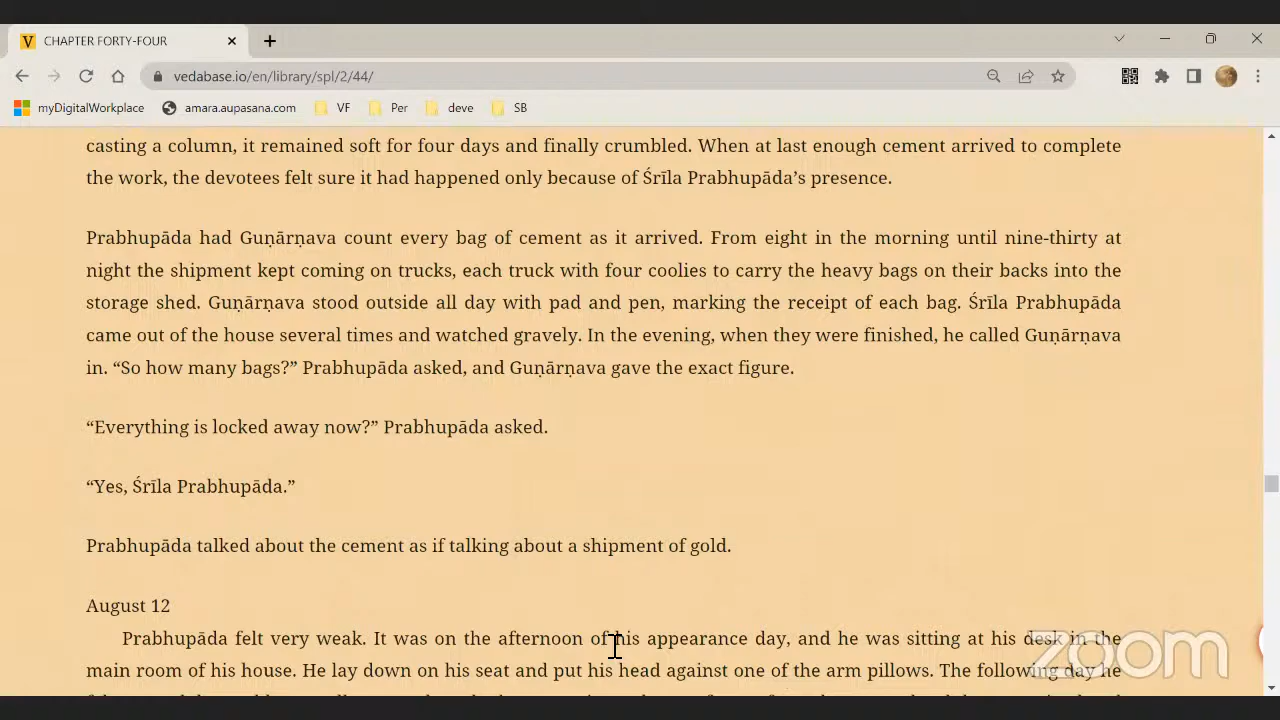 CHAPTER FORTY-FOUR
vedabase.io/en/library/spl/2/44/
myDigitalWorkplace amara.aupasana.com VF Per deve SB
casting a column, it remained soft for four days and finally crumbled. When at last enough cement arrived to complete
the work, the devotees felt sure it had happened only because of Śrīla Prabhupāda’s presence.
Prabhupāda had Guṇārṇava count every bag of cement as it arrived. From eight in the morning until nine-thirty at
night the shipment kept coming on trucks, each truck with four coolies to carry the heavy bags on their backs into the
storage shed. Guṇārṇava stood outside all day with pad and pen, marking the receipt of each bag. Śrīla Prabhupāda
came out of the house several times and watched gravely. In the evening, when they were finished, he called Guṇārṇava
in. “So how many bags?” Prabhupāda asked, and Guṇārṇava gave the exact figure.
“Everything is locked away now?” Prabhupāda asked.
“Yes, Śrīla Prabhupāda.”
Prabhupāda talked about the cement as if talking about a shipment of gold.
August 12
Prabhupāda felt very weak. It was on the afternoon of his appearance day, and he was sitting at his desk in the
main room of his house. He lay down on his seat and put his head against one of the arm pillows. The following day he
zoom